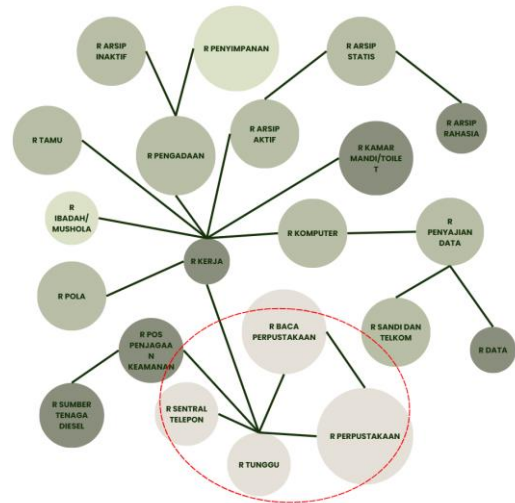 R ARSIP
INAKTIF
R PENYIMPANAN
R ARSIP
STATIS
R ARSIP
RAHASIA
R TAMU
R PENGADAAN
R ARSIP
AKTIF
R KAMAR
MANDI/TOILE
T
R
IBADAH/
MUSHOLA
R KERJA
R KOMPUTER
R
PENYAJIAN
DATA
R POLA
R POS
PENJAGAA
N
KEAMANAN
R BACA
PERPUSTAKAAN
R SANDI DAN
TELKOM
R DATA
R SUMBER
TENAGA
DIESEL
R SENTRAL
TELEPON
R TUNGGU
R PERPUSTAKAAN